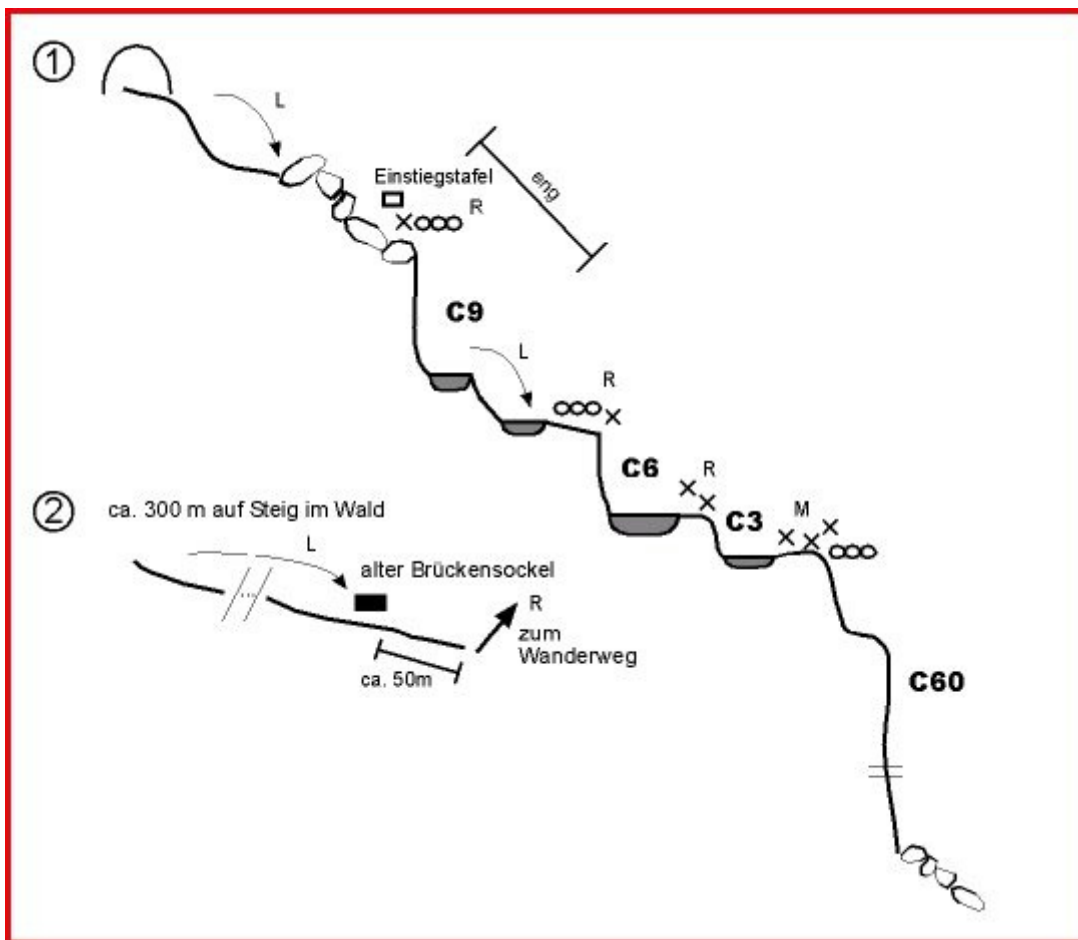 ①
L
Einstiegstafel
R
eng
C9
L
R
C6
R
C3
M
C60
②
ca. 300 m auf Steig im Wald
L
alter Brückensockel
R
zum
Wanderweg
ca. 50m